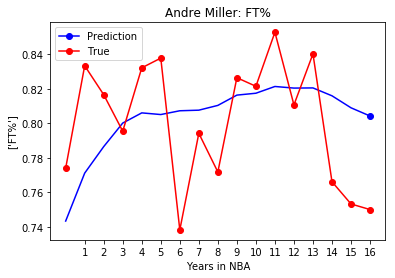 Andre Miller: FT%
Prediction
True
['FT%']
0.84
0.82
0.80
0.78
0.76
0.74
1 2 3 4 5 6 7 8 9 10 11 12 13 14 15 16
Years in NBA